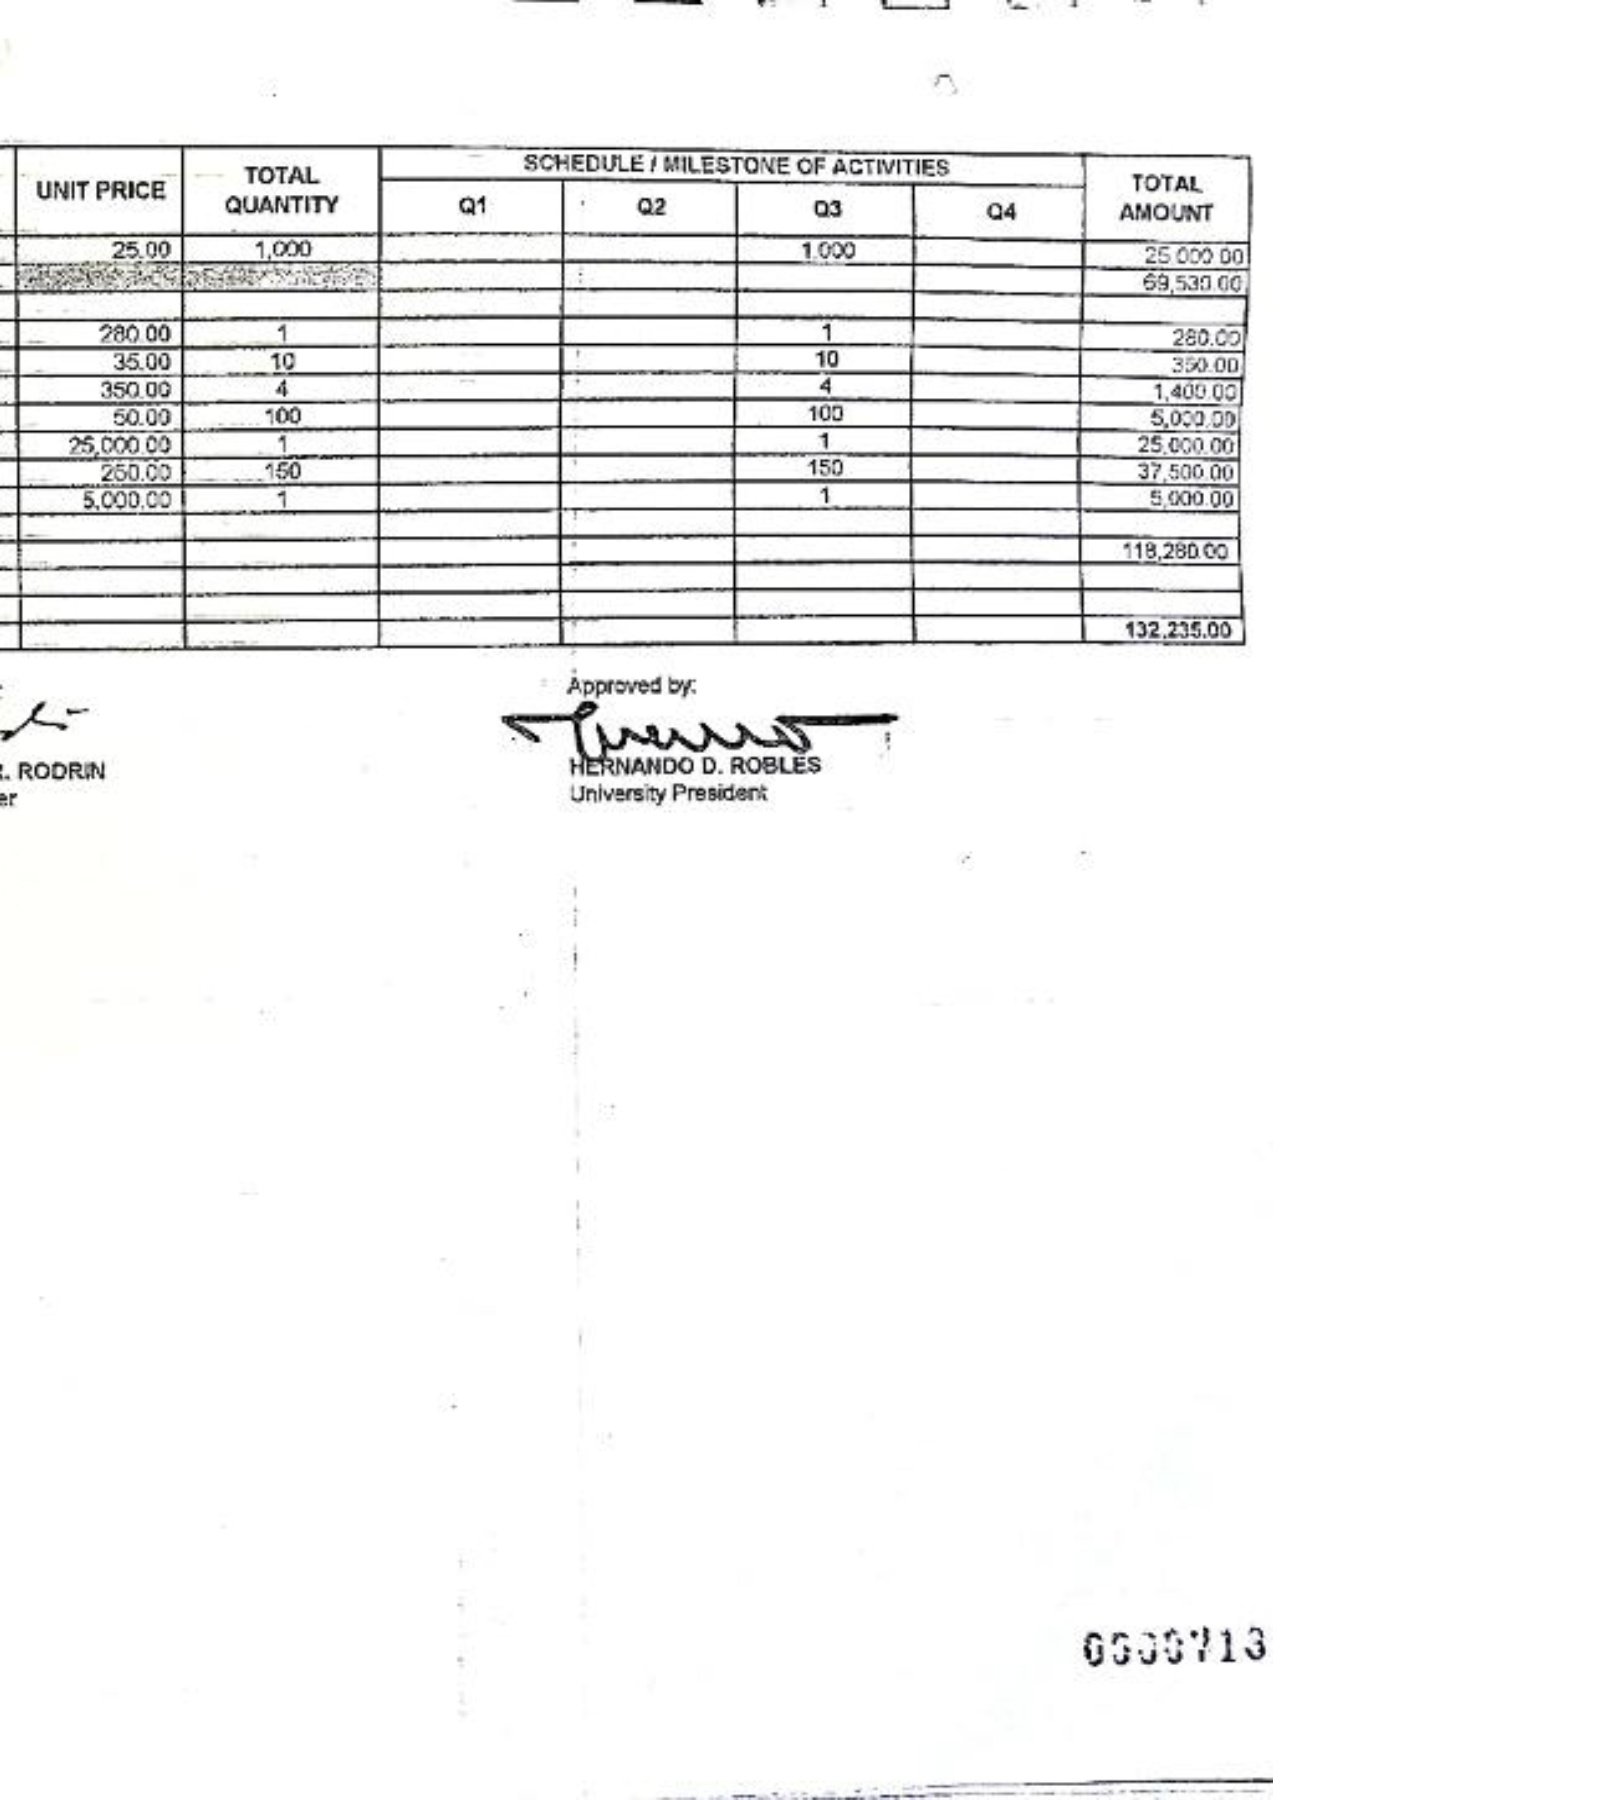 SCHEDULE / MILESTONE OF ACTIVITIES
UNIT PRICE TOTAL QUANTITY Q1 Q2 Q3 Q4 TOTAL AMOUNT
25.00 1,000 1,000 25,000.00
69,530.00
280.00 1 1 280.00
35.00 10 10 350.00
350.00 4 4 1,400.00
50.00 100 100 5,000.00
25,000.00 1 1 25,000.00
250.00 150 150 37,500.00
5,000.00 1 1 5,000.00
118,280.00
132,235.00
Approved by:
R. RODRIN HERNANDO D. ROBLES
er University President